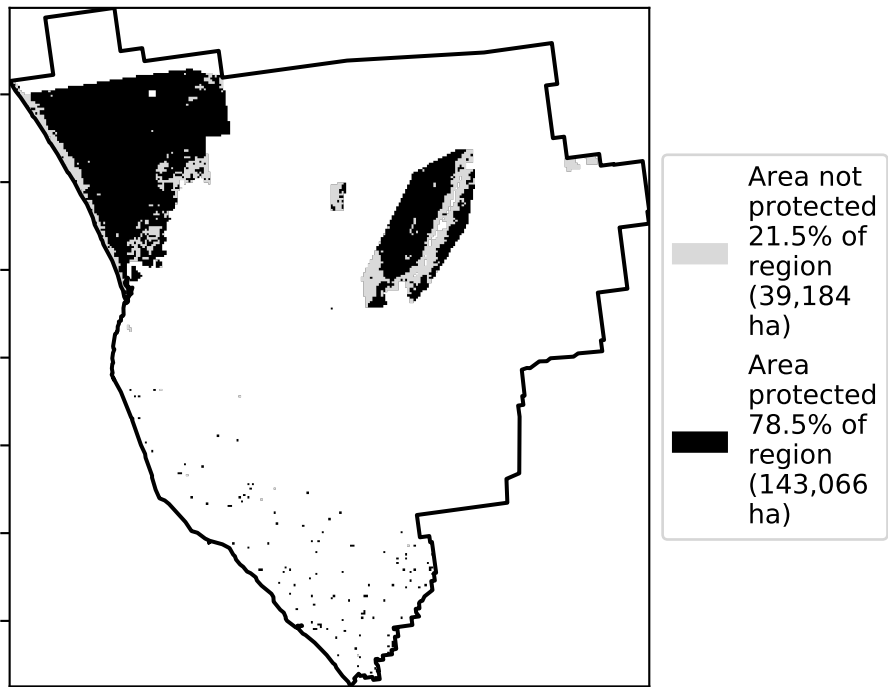 Area not
protected
21.5% of
region
(39,184
ha)
Area
protected
78.5% of
region
(143,066
ha)